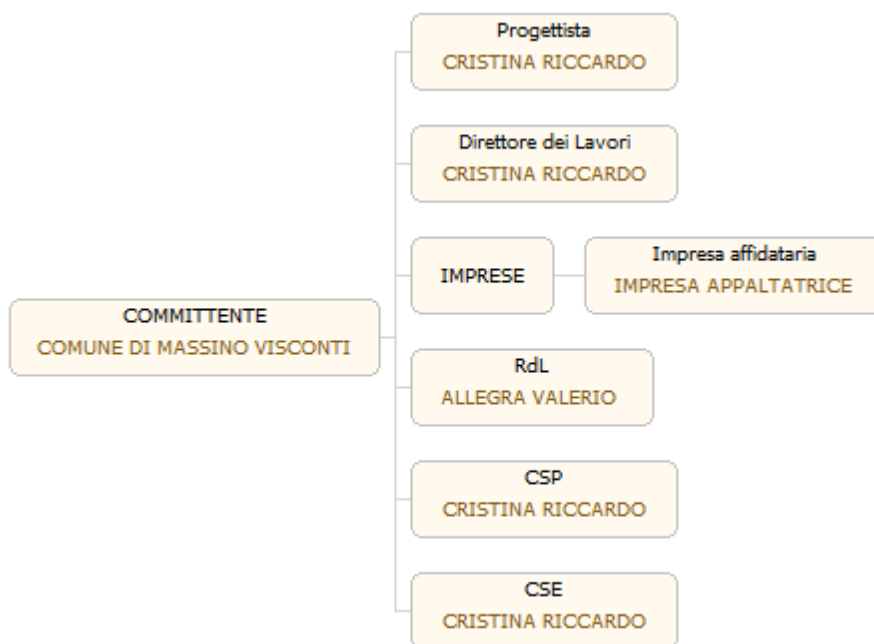 Progettista
CRISTINA RICCARDO
Direttore dei Lavori
CRISTINA RICCARDO
IMPRESE
Impresa affidataria
IMPRESA APPALTATRICE
COMMITTENTE
COMUNE DI MASSINO VISCONTI
RdL
ALLEGRA VALERIO
CSP
CRISTINA RICCARDO
CSE
CRISTINA RICCARDO